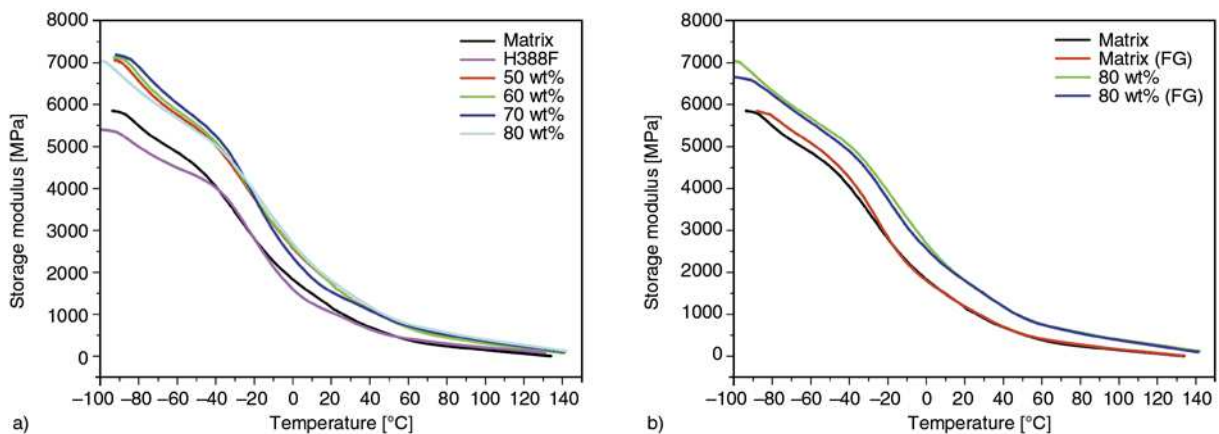 8000
7000
6000
5000
4000
3000
2000
1000
0
Storage modulus [MPa]
Matrix
H388F
50 wt%
60 wt%
70 wt%
80 wt%
–100 –80 –60 –40 –20 0 20 40 60 80 100 120 140
Temperature [°C]
a)
8000
7000
6000
5000
4000
3000
2000
1000
0
Storage modulus [MPa]
Matrix
Matrix (FG)
80 wt%
80 wt% (FG)
–100 –80 –60 –40 –20 0 20 40 60 80 100 120 140
Temperature [°C]
b)